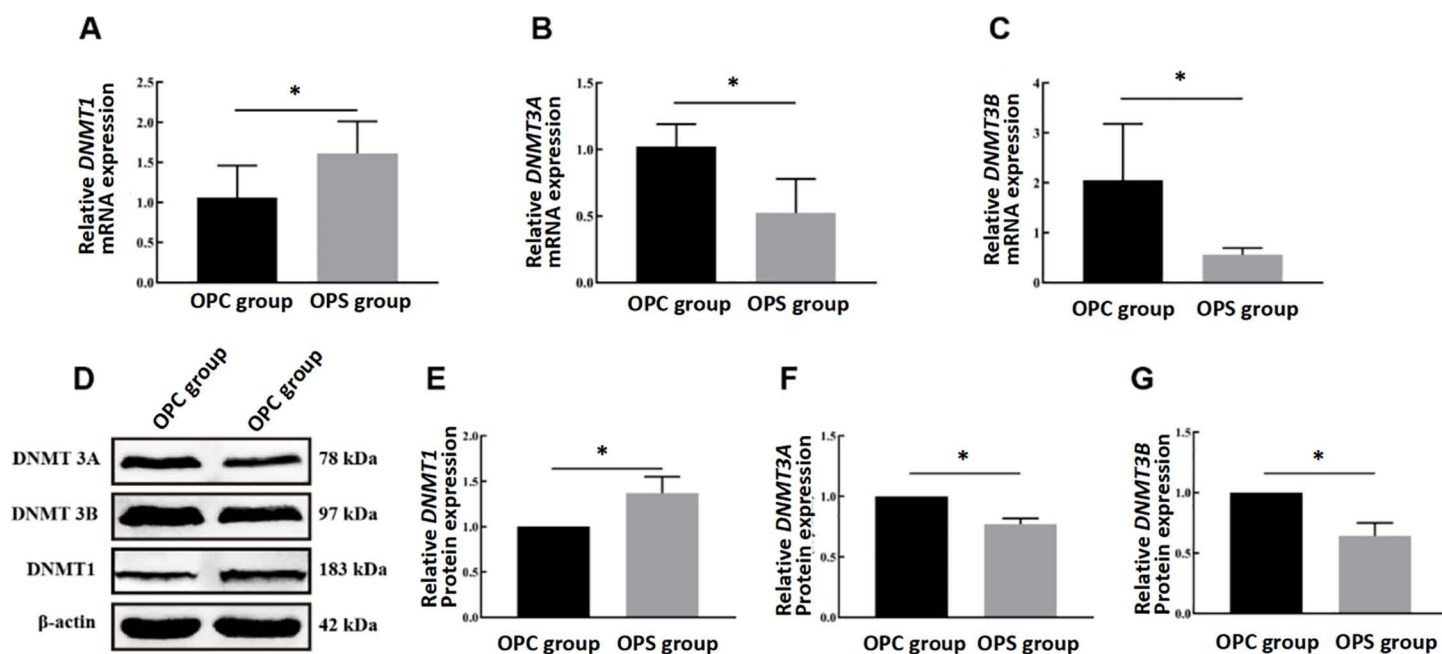 A
Relative DNMT1
mRNA expression
2.5
2.0
1.5
1.0
0.5
0.0
*
OPC group
OPS group
B
Relative DNMT3A
mRNA expression
1.5
1.0
0.5
0.0
*
OPC group
OPS group
C
Relative DNMT3B
mRNA expression
4
3
2
1
0
*
OPC group
OPS group
D
OPC group
OPC group
DNMT 3A
78 kDa
DNMT 3B
97 kDa
DNMT1
183 kDa
β-actin
42 kDa
E
Relative DNMT1
Protein expression
2.0
1.5
1.0
0.5
0.0
*
OPC group
OPS group
F
Relative DNMT3A
Protein expression
1.5
1.0
0.5
0.0
*
OPC group
OPS group
G
Relative DNMT3B
Protein expression
1.5
1.0
0.5
0.0
*
OPC group
OPS group